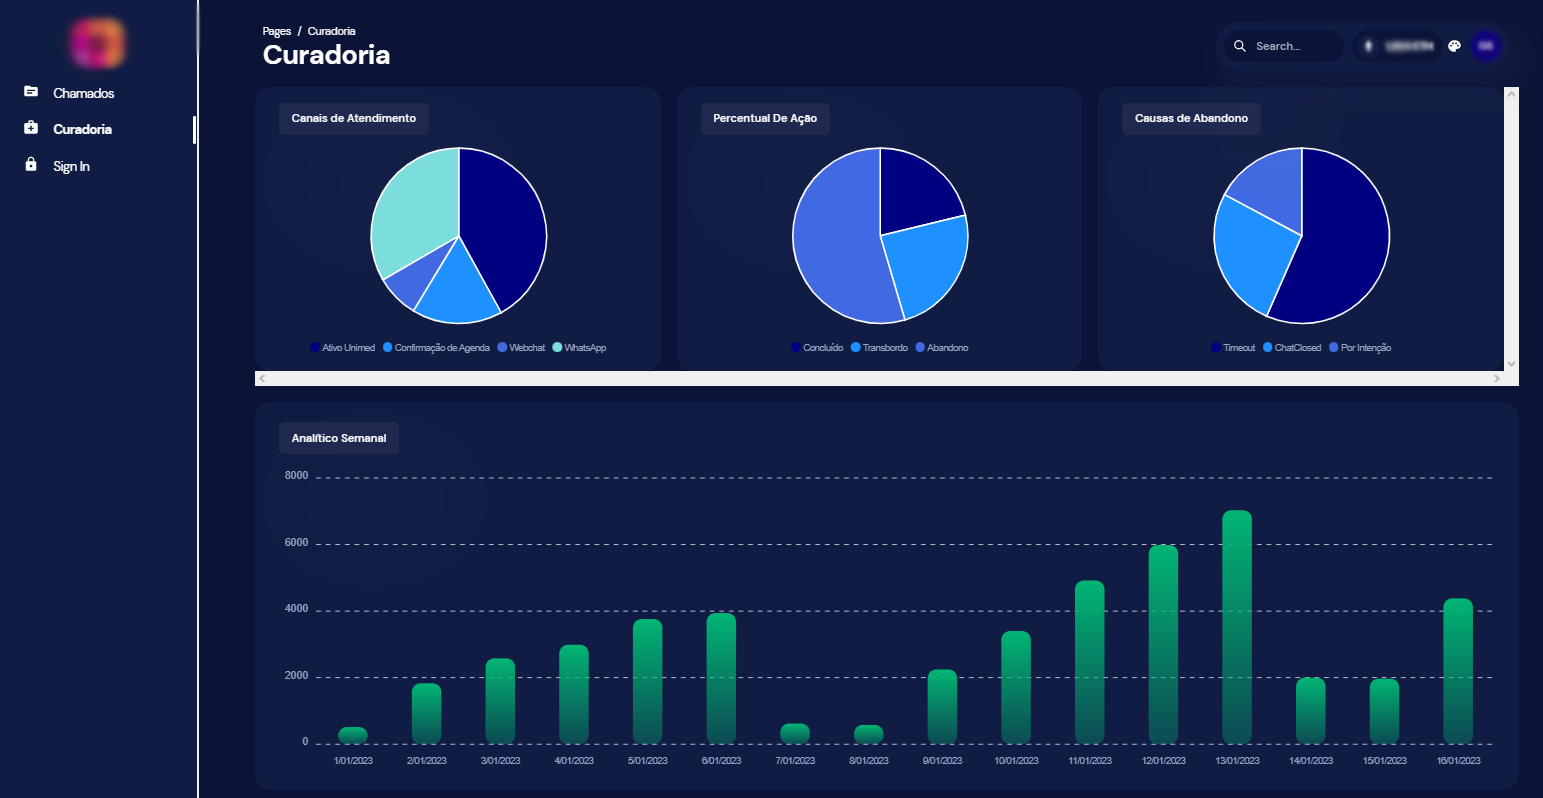 Pages / Curadoria
Curadoria
Search...
Chamados
Curadoria
Sign In
Canais de Atendimento
Ativo Unimed Confirmação de Agenda Webchat WhatsApp
Percentual De Ação
Concluído Transbordo Abandono
Causas de Abandono
Timeout ChatClosed Por Intenção
Analítico Semanal
8000
6000
4000
2000
0
1/01/2023 2/01/2023 3/01/2023 4/01/2023 5/01/2023 6/01/2023 7/01/2023 8/01/2023 9/01/2023 10/01/2023 11/01/2023 12/01/2023 13/01/2023 14/01/2023 15/01/2023 16/01/2023